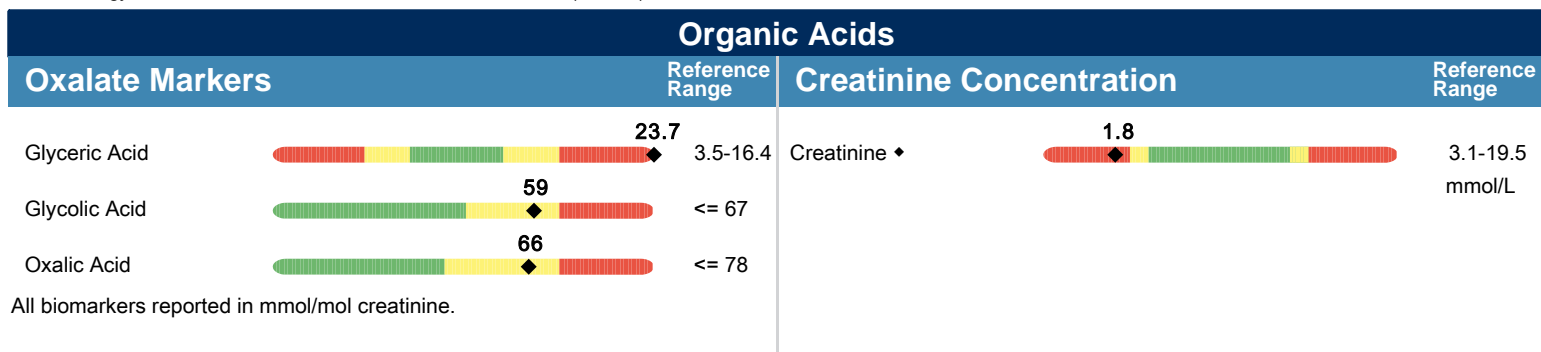 Organic Acids
Oxalate Markers
Reference
Range
Glyceric Acid
23.7
3.5-16.4
Glycolic Acid
59
<= 67
Oxalic Acid
66
<= 78
All biomarkers reported in mmol/mol creatinine.
Creatinine Concentration
Reference
Range
Creatinine ◆
1.8
3.1-19.5
mmol/L